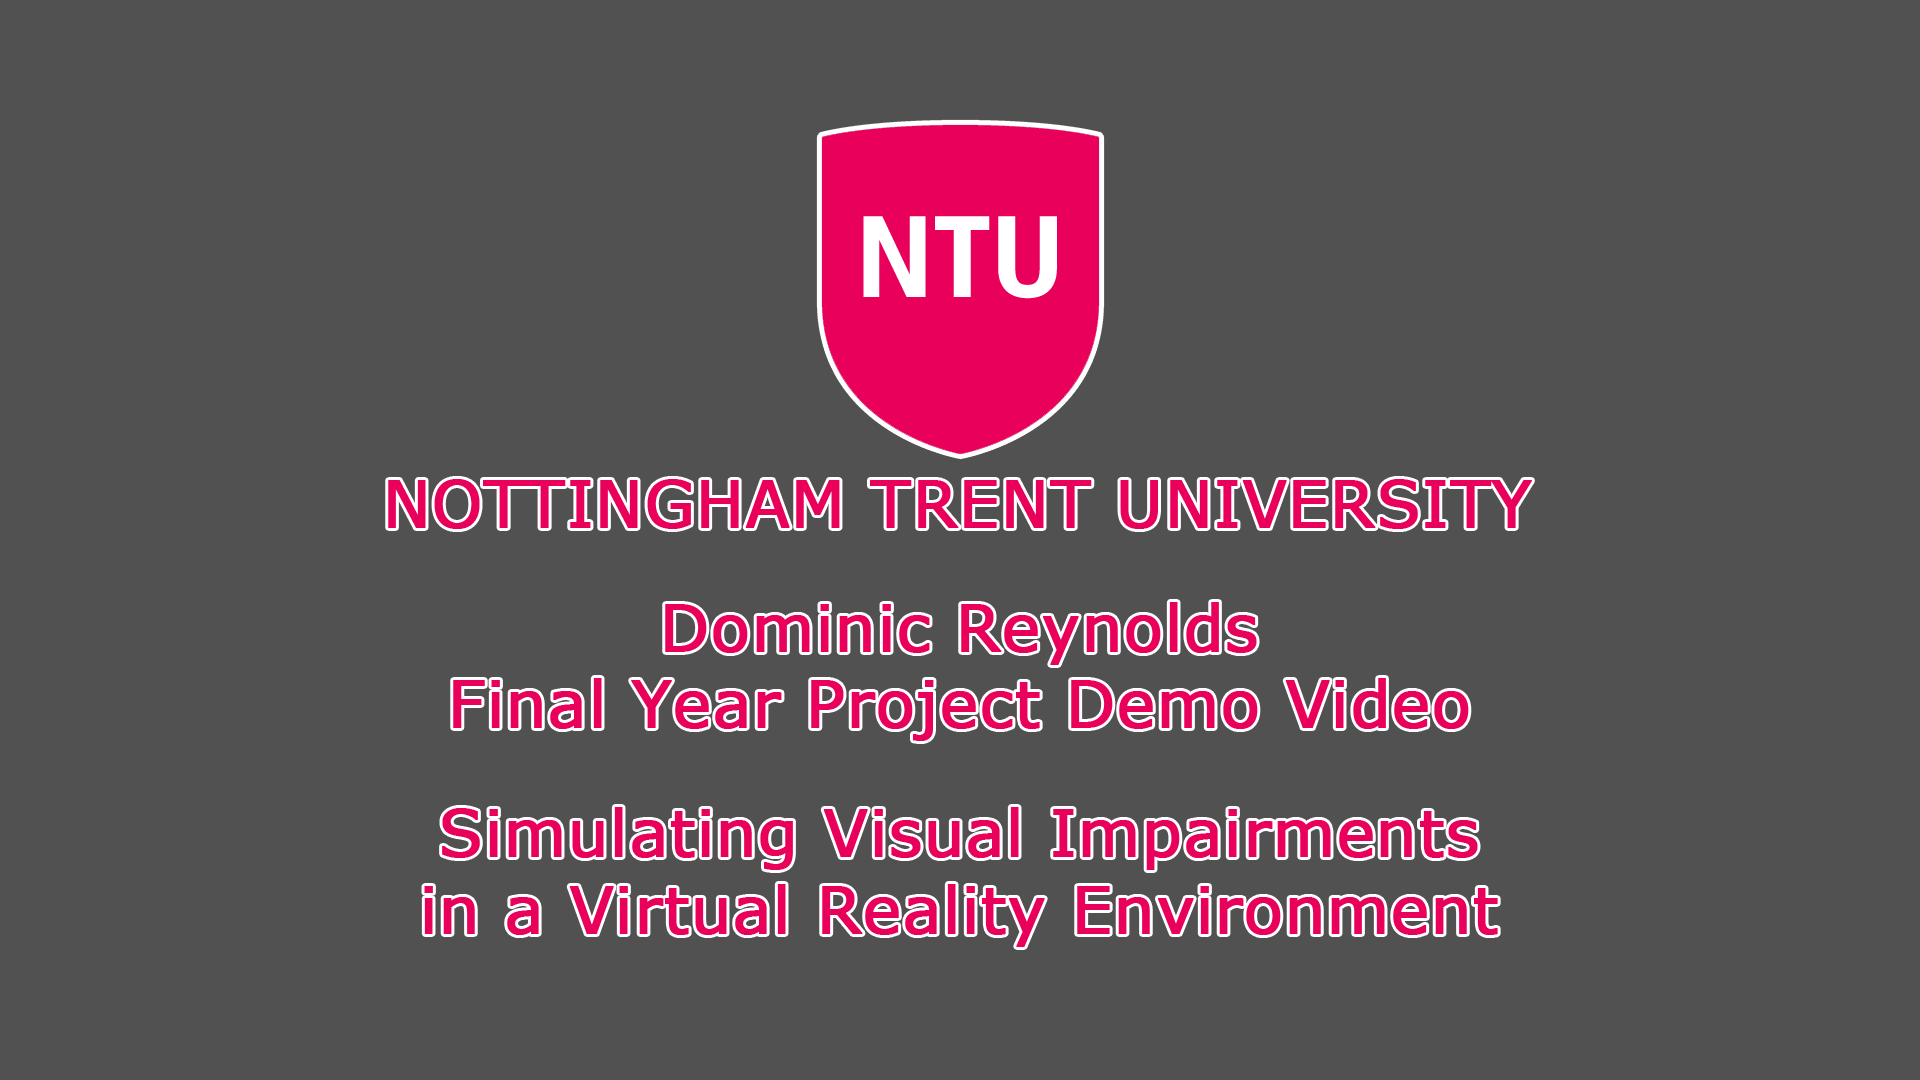 NTU
NOTTINGHAM TRENT UNIVERSITY
Dominic Reynolds
Final Year Project Demo Video
Simulating Visual Impairments
in a Virtual Reality Environment